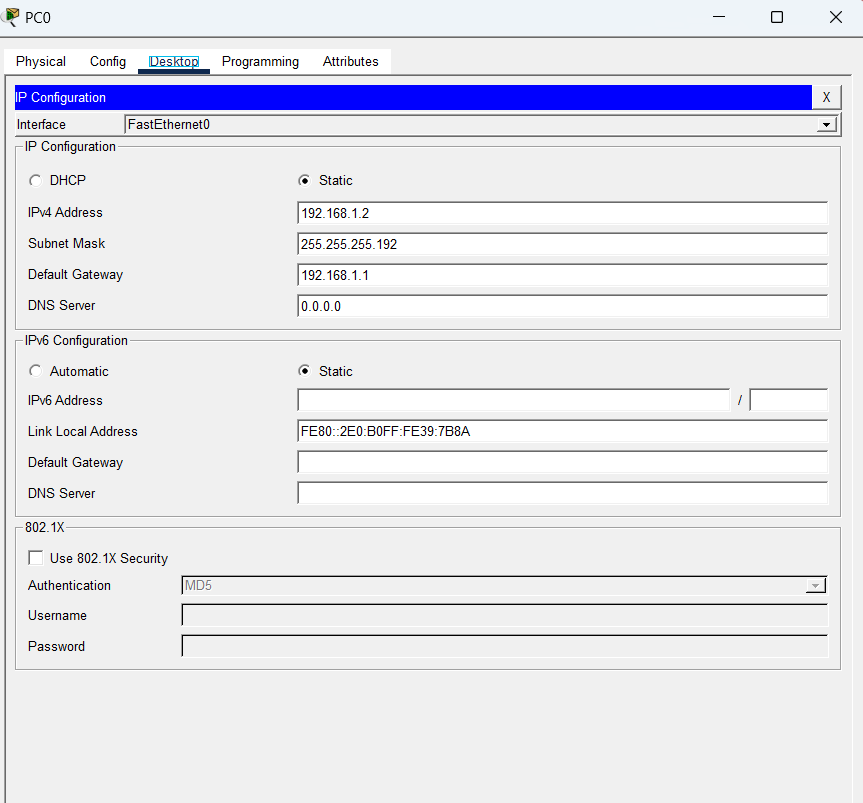 PC0
Physical Config Desktop Programming Attributes
IP Configuration X
Interface FastEthernet0
IP Configuration
DHCP Static
IPv4 Address 192.168.1.2
Subnet Mask 255.255.255.192
Default Gateway 192.168.1.1
DNS Server 0.0.0.0
IPv6 Configuration
Automatic Static
IPv6 Address /
Link Local Address FE80::2E0:B0FF:FE39:7B8A
Default Gateway
DNS Server
802.1X
Use 802.1X Security
Authentication MD5
Username
Password